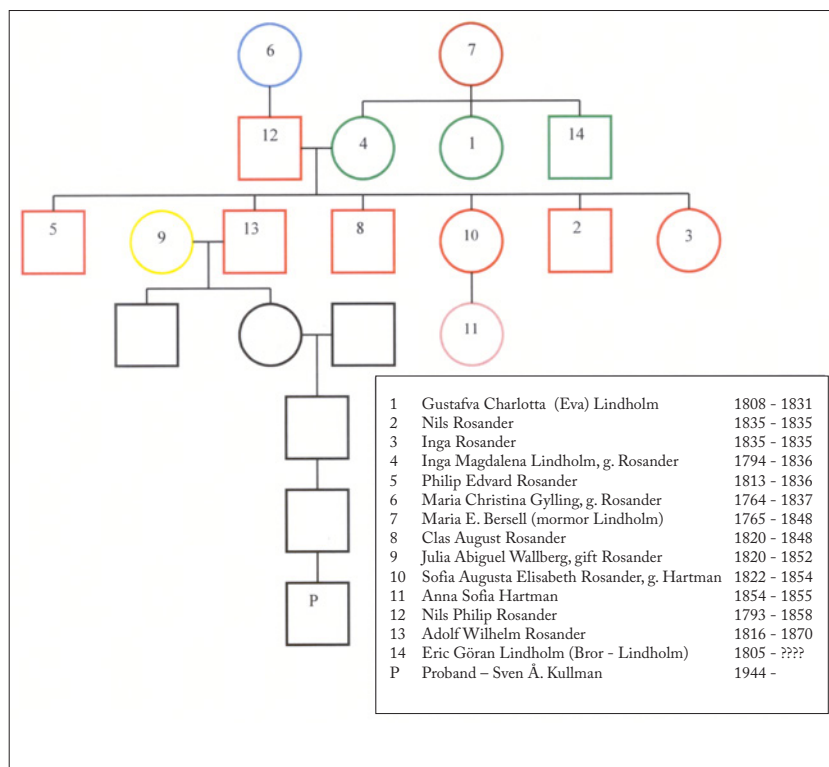 6 7
12 4 1 14
5 9 13 8 10 2 3
11
P
1 Gustafva Charlotta (Eva) Lindholm 1808 - 1831
2 Nils Rosander 1835 - 1835
3 Inga Rosander 1835 - 1835
4 Inga Magdalena Lindholm, g. Rosander 1794 - 1836
5 Philip Edvard Rosander 1813 - 1836
6 Maria Christina Gylling, g. Rosander 1764 - 1837
7 Maria E. Bersell (mormor Lindholm) 1765 - 1848
8 Clas August Rosander 1820 - 1848
9 Julia Abiguel Wallberg, gift Rosander 1820 - 1852
10 Sofia Augusta Elisabeth Rosander, g. Hartman 1822 - 1854
11 Anna Sofia Hartman 1854 - 1855
12 Nils Philip Rosander 1793 - 1858
13 Adolf Wilhelm Rosander 1816 - 1870
14 Eric Göran Lindholm (Bror - Lindholm) 1805 - ????
P Proband – Sven Å. Kullman 1944 -